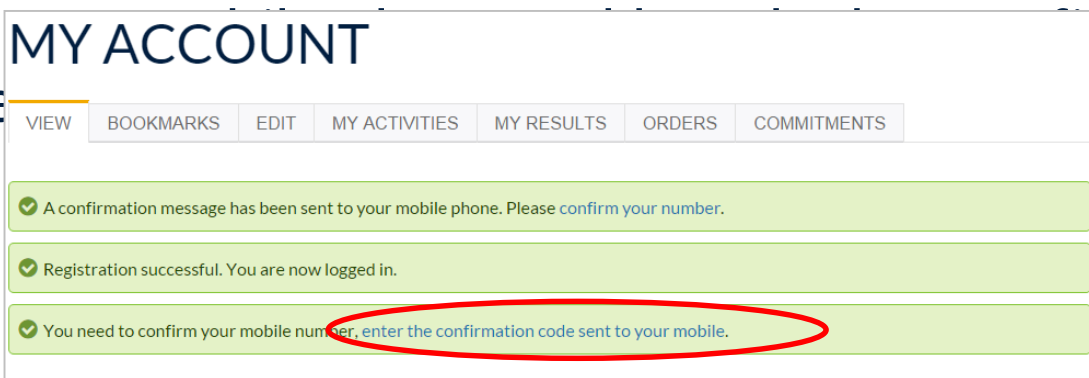 MY ACCOUNT
VIEW BOOKMARKS EDIT MY ACTIVITIES MY RESULTS ORDERS COMMITMENTS
A confirmation message has been sent to your mobile phone. Please confirm your number.
Registration successful. You are now logged in.
You need to confirm your mobile number, enter the confirmation code sent to your mobile.